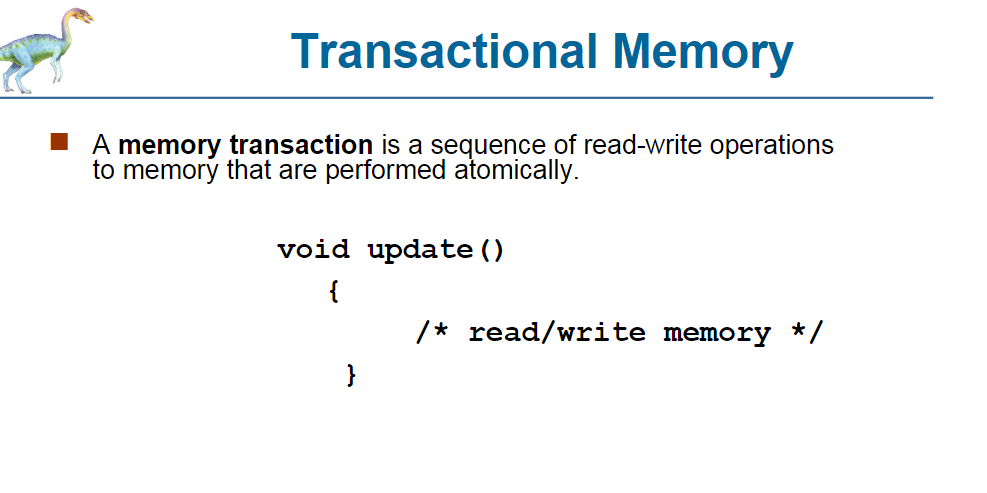 Transactional Memory
A memory transaction is a sequence of read-write operations
to memory that are performed atomically.
void update()
{
/* read/write memory */
}